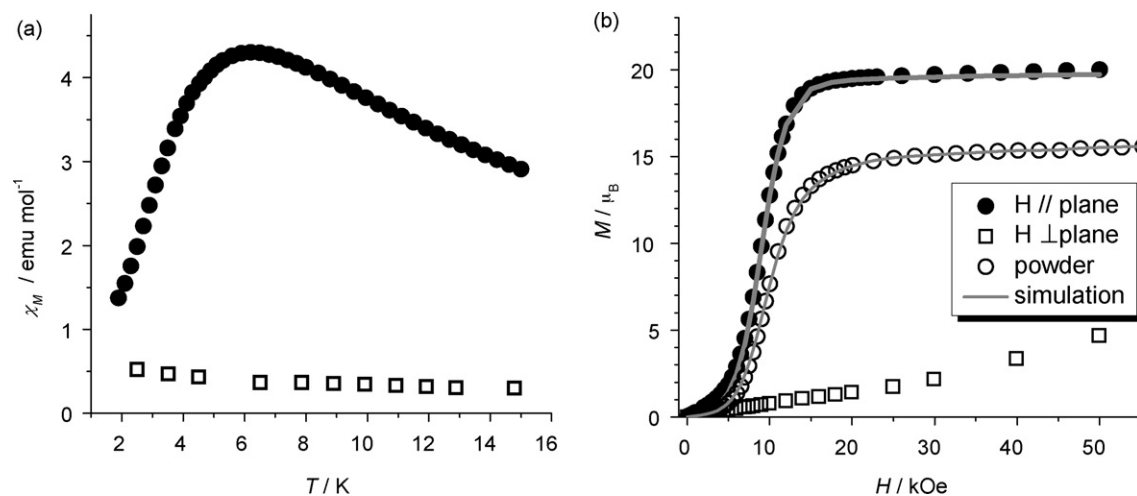 (a)
4
3
2
1
0
χM / emu mol-1
2 4 6 8 10 12 14 16
T / K
(b)
20
15
10
5
0
M / μB
H // plane
H ⊥plane
powder
simulation
0 10 20 30 40 50
H / kOe